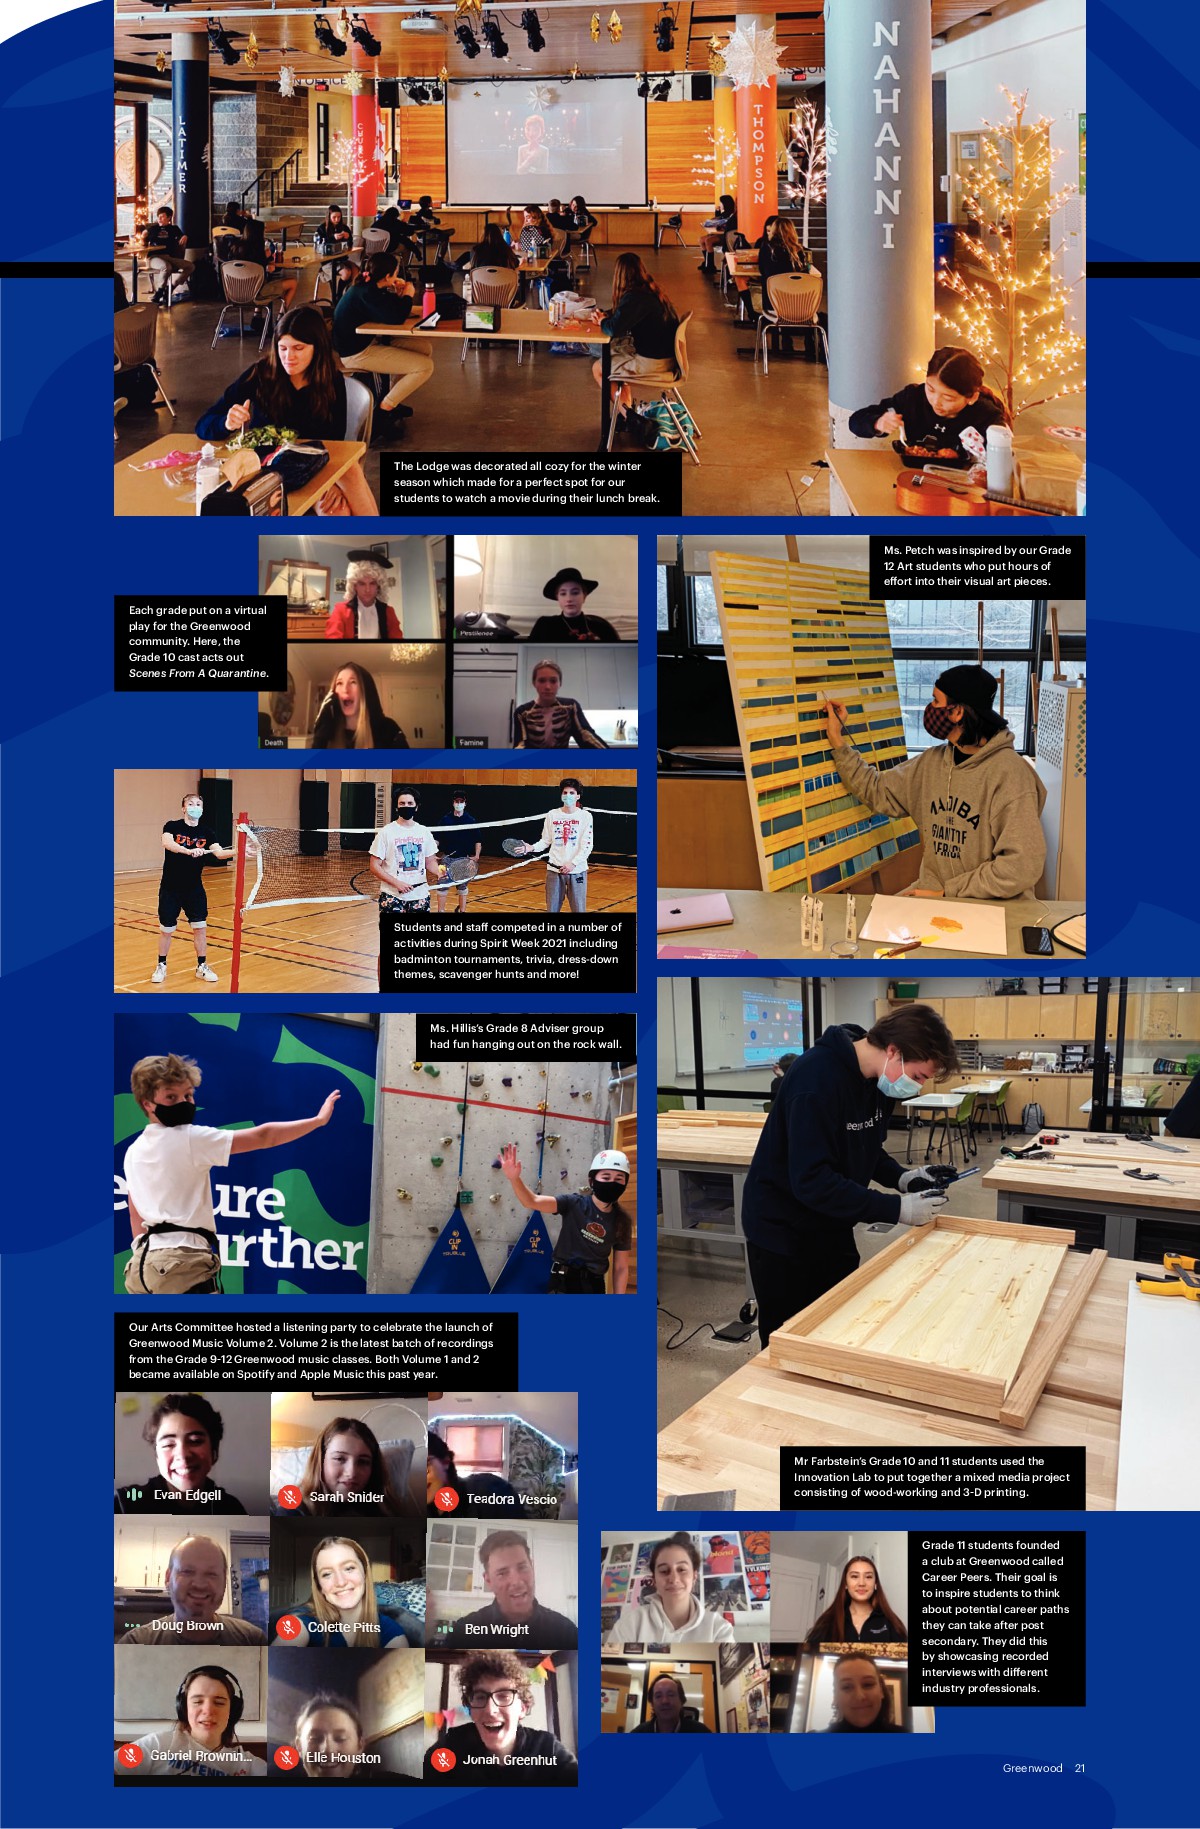 LATIMER
CHURCH
THOMPSON
NAHANNI
The Lodge was decorated all cozy for the winter
season which made for a perfect spot for our
students to watch a movie during their lunch break.
Each grade put on a virtual
play for the Greenwood
community. Here, the
Grade 10 cast acts out
Scenes From A Quarantine.
Pestilence
Death
Famine
Ms. Petch was inspired by our Grade
12 Art students who put hours of
effort into their visual art pieces.
MADIBA
THE
GIANT OF
AFRICA
Students and staff competed in a number of
activities during Spirit Week 2021 including
badminton tournaments, trivia, dress-down
themes, scavenger hunts and more!
Ms. Hillis's Grade 8 Adviser group
had fun hanging out on the rock wall.
ure
urther
CLIP
IN
TRUBLUE
CLIP
IN
TRUBLUE
Our Arts Committee hosted a listening party to celebrate the launch of
Greenwood Music Volume 2. Volume 2 is the latest batch of recordings
from the Grade 9-12 Greenwood music classes. Both Volume 1 and 2
became available on Spotify and Apple Music this past year.
Evan Edgell
Sarah Snider
Teadora Vescio
Doug Brown
Colette Pitts
Ben Wright
Gabriel Brownin...
Elle Houston
Jonah Greenhut
Mr Farbstein's Grade 10 and 11 students used the
Innovation Lab to put together a mixed media project
consisting of wood-working and 3-D printing.
Grade 11 students founded
a club at Greenwood called
Career Peers. Their goal is
to inspire students to think
about potential career paths
they can take after post
secondary. They did this
by showcasing recorded
interviews with different
industry professionals.
Greenwood 21